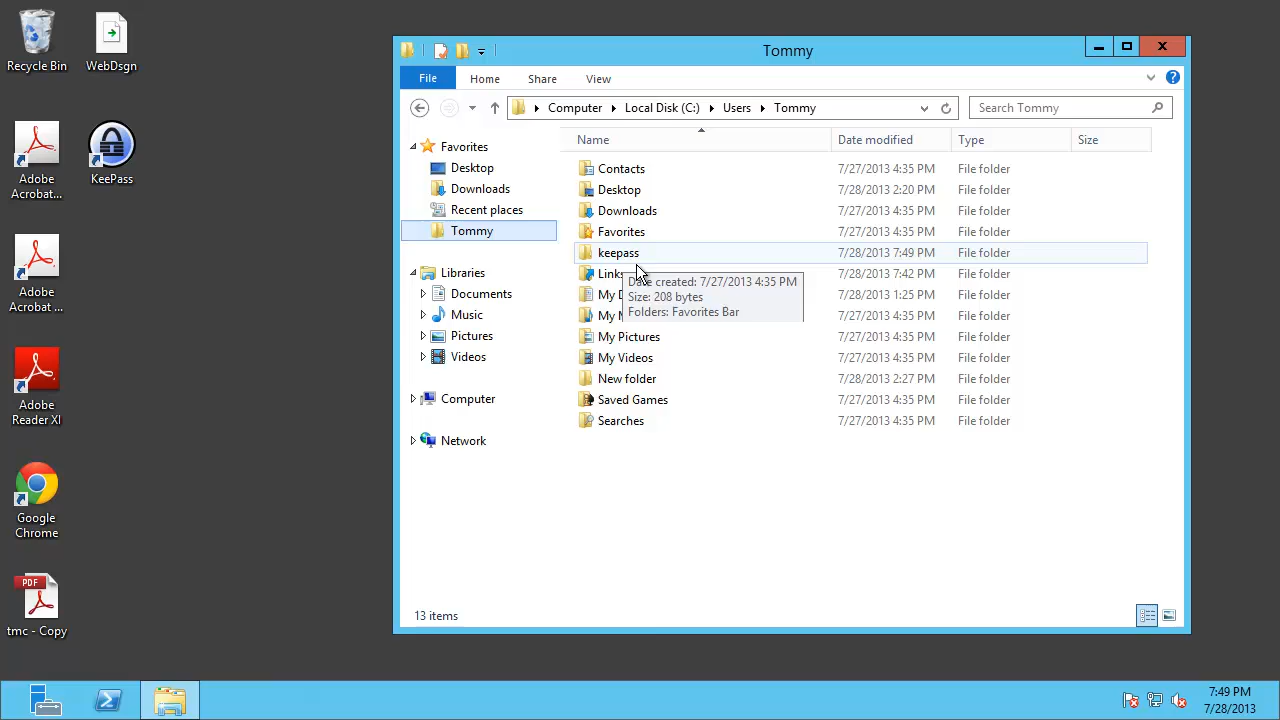 Recycle Bin
WebDsgn
Adobe
Acrobat...
KeePass
Adobe
Acrobat ...
Adobe
Reader XI
Google
Chrome
PDF
tmc - Copy
Tommy
File
Home
Share
View
Computer
Local Disk (C:)
Users
Tommy
Search Tommy
Favorites
Desktop
Downloads
Recent places
Tommy
Libraries
Documents
Music
Pictures
Videos
Computer
Network
Name
Date modified
Type
Size
Contacts 7/27/2013 4:35 PM File folder
Desktop 7/28/2013 2:20 PM File folder
Downloads 7/27/2013 4:35 PM File folder
Favorites 7/27/2013 4:35 PM File folder
keepass 7/28/2013 7:49 PM File folder
Links 7/28/2013 7:42 PM File folder
My 7/28/2013 1:25 PM File folder
My 7/27/2013 4:35 PM File folder
My Pictures 7/27/2013 4:35 PM File folder
My Videos 7/27/2013 4:35 PM File folder
New folder 7/28/2013 2:27 PM File folder
Saved Games 7/27/2013 4:35 PM File folder
Searches 7/27/2013 4:35 PM File folder
Date created: 7/27/2013 4:35 PM
Size: 208 bytes
Folders: Favorites Bar
13 items
7:49 PM
7/28/2013